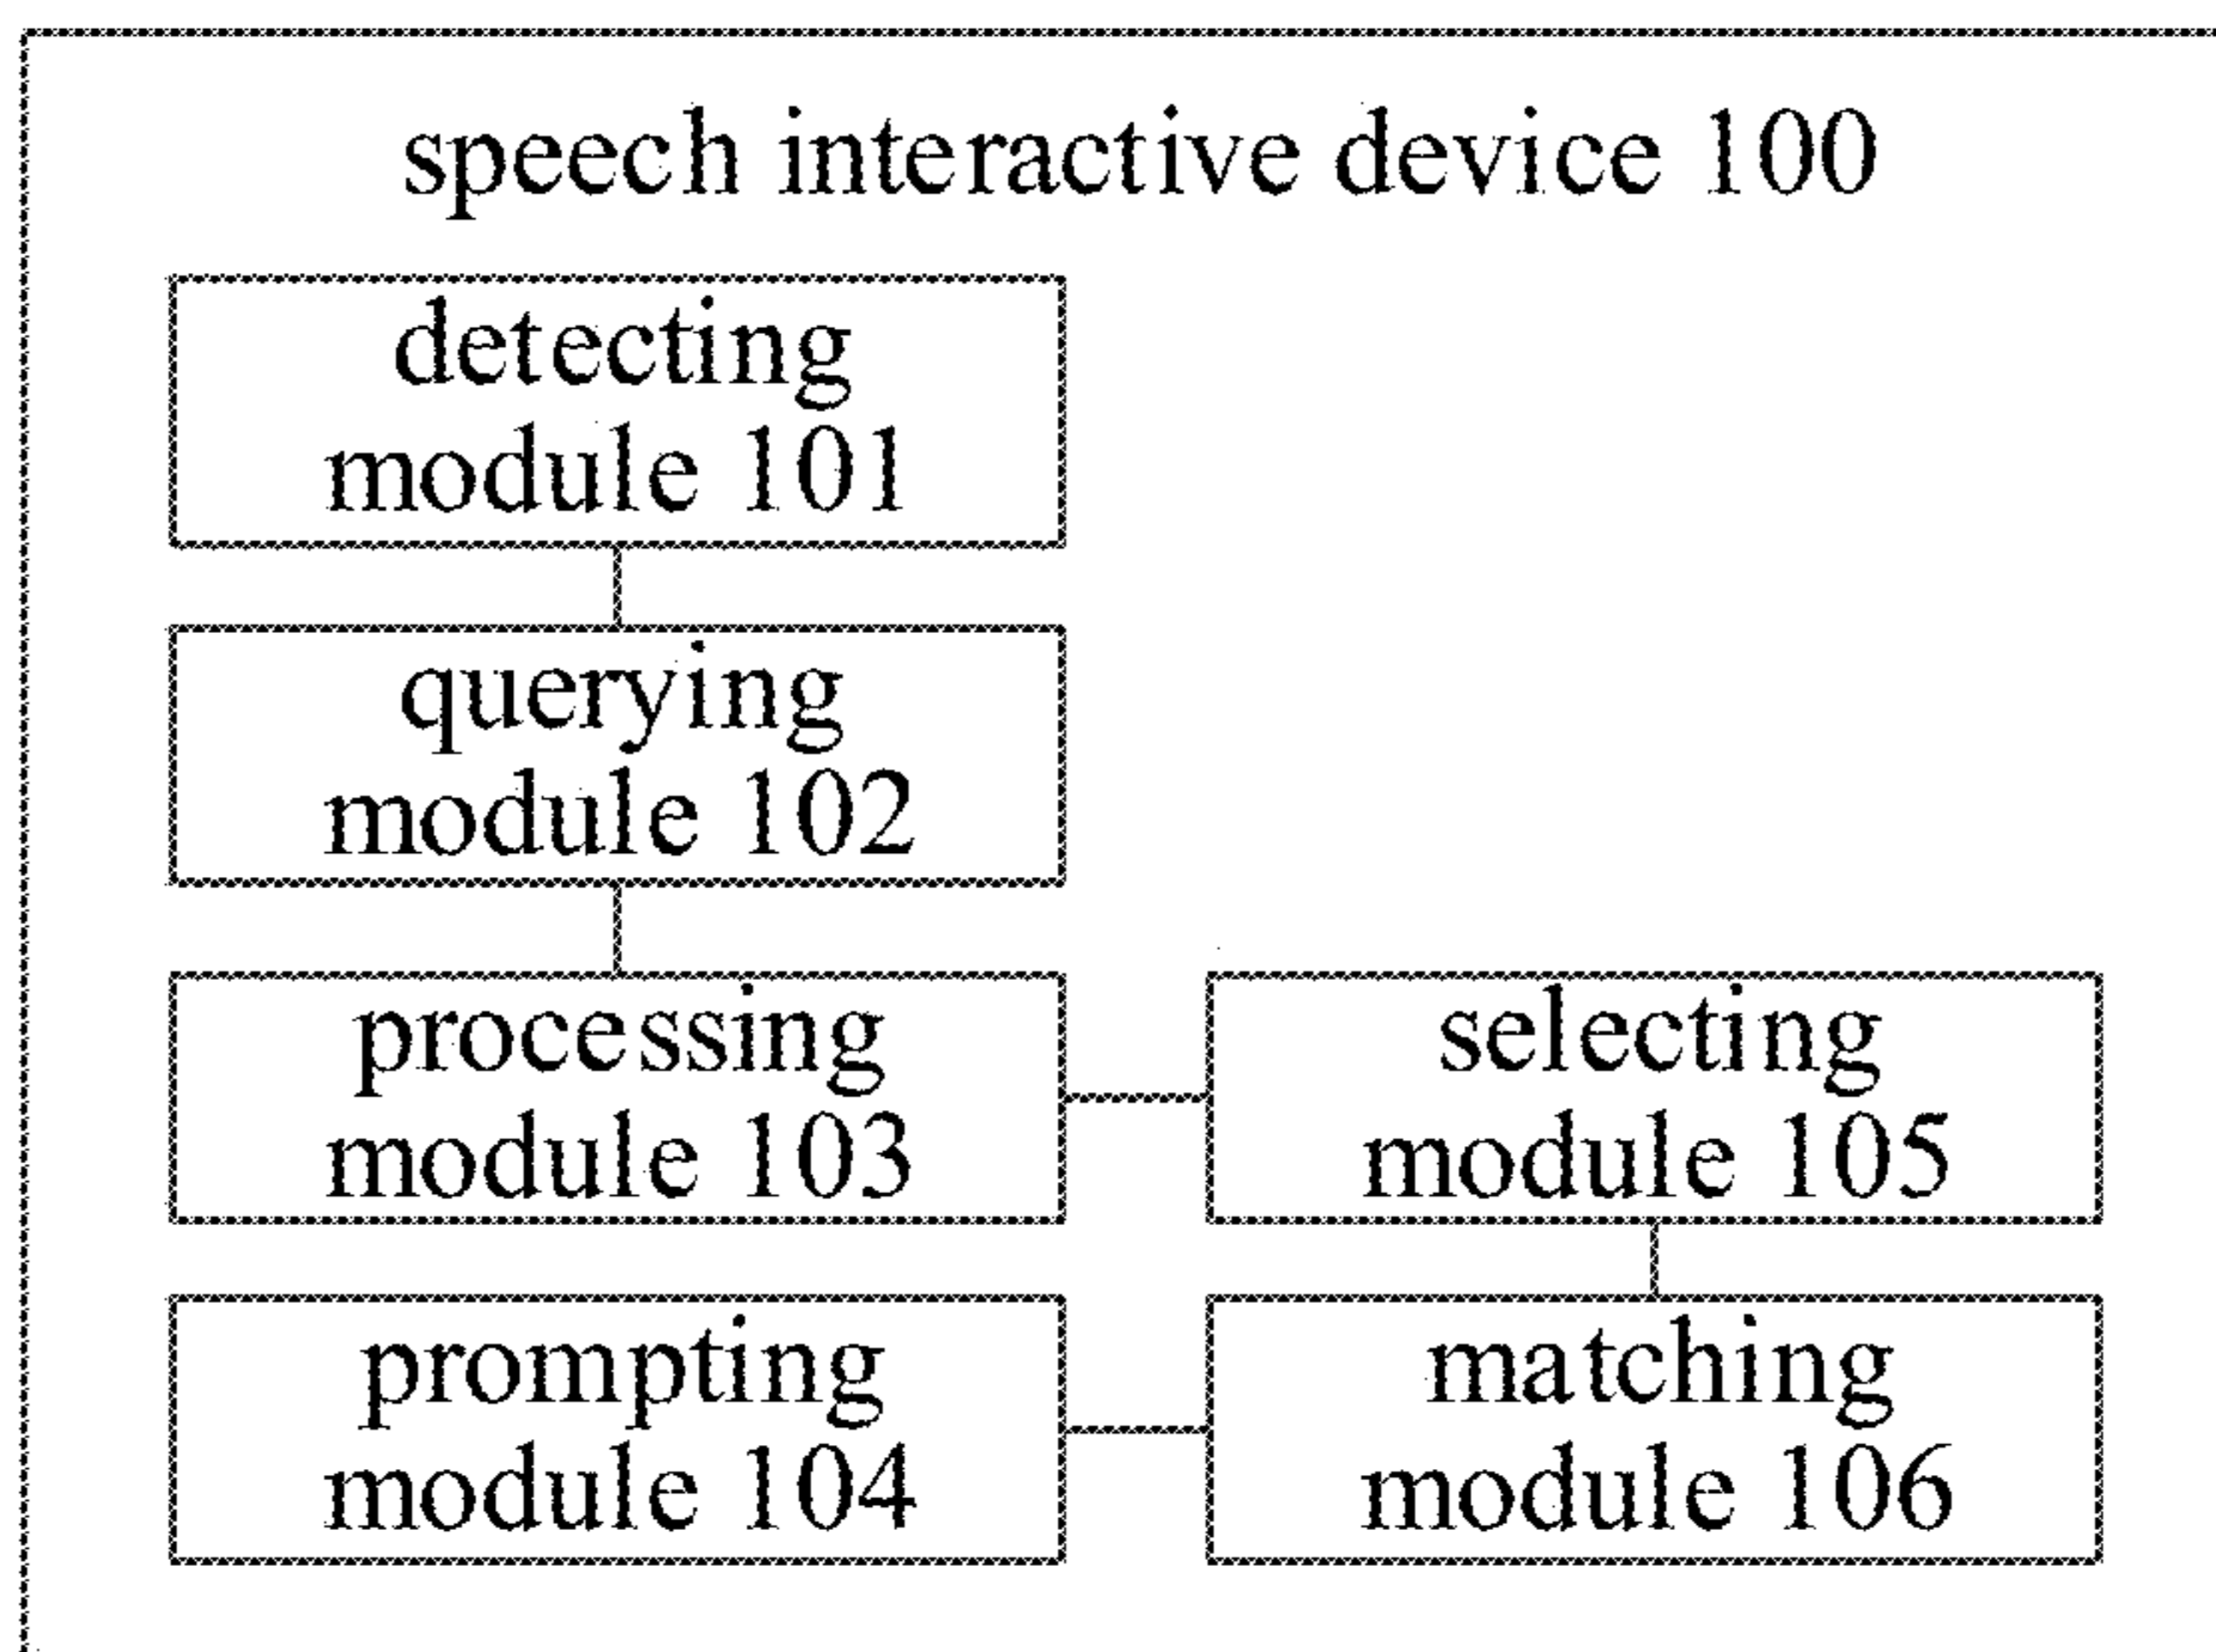 speech interactive device 100
detecting
module 101
querying
module 102
processing
module 103
selecting
module 105
prompting
module 104
matching
module 106